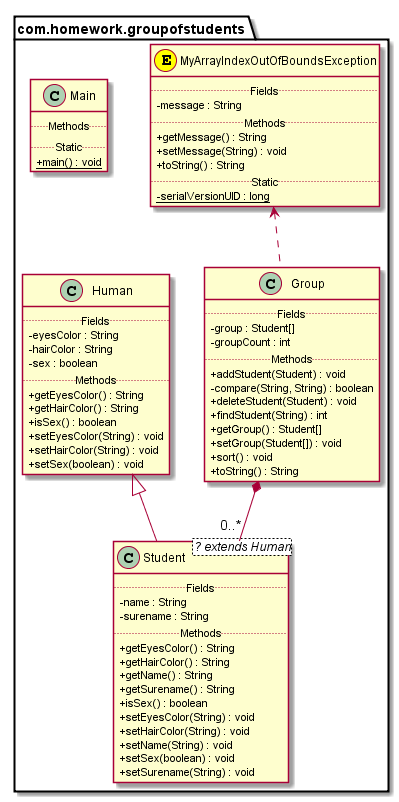 com.homework.groupofstudents
E MyArrayIndexOutOfBoundsException
Fields
-message : String
Methods
+getMessage() : String
+setMessage(String) : void
+toString() : String
Static
-serialVersionUID : long
C Main
Methods
Static
+main() : void
C Human
Fields
-eyesColor : String
-hairColor : String
-sex : boolean
Methods
+getEyesColor() : String
+getHairColor() : String
+isSex() : boolean
+setEyesColor(String) : void
+setHairColor(String) : void
+setSex(boolean) : void
C Group
Fields
-group : Student[]
-groupCount : int
Methods
+addStudent(Student) : void
-compare(String, String) : boolean
+deleteStudent(Student) : void
+findStudent(String) : int
+getGroup() : Student[]
+setGroup(Student[]) : void
+sort() : void
+toString() : String
0..*
? extends Human
C Student
Fields
-name : String
-surename : String
Methods
+getEyesColor() : String
+getHairColor() : String
+getName() : String
+getSurename() : String
+isSex() : boolean
+setEyesColor(String) : void
+setHairColor(String) : void
+setName(String) : void
+setSex(boolean) : void
+setSurename(String) : void